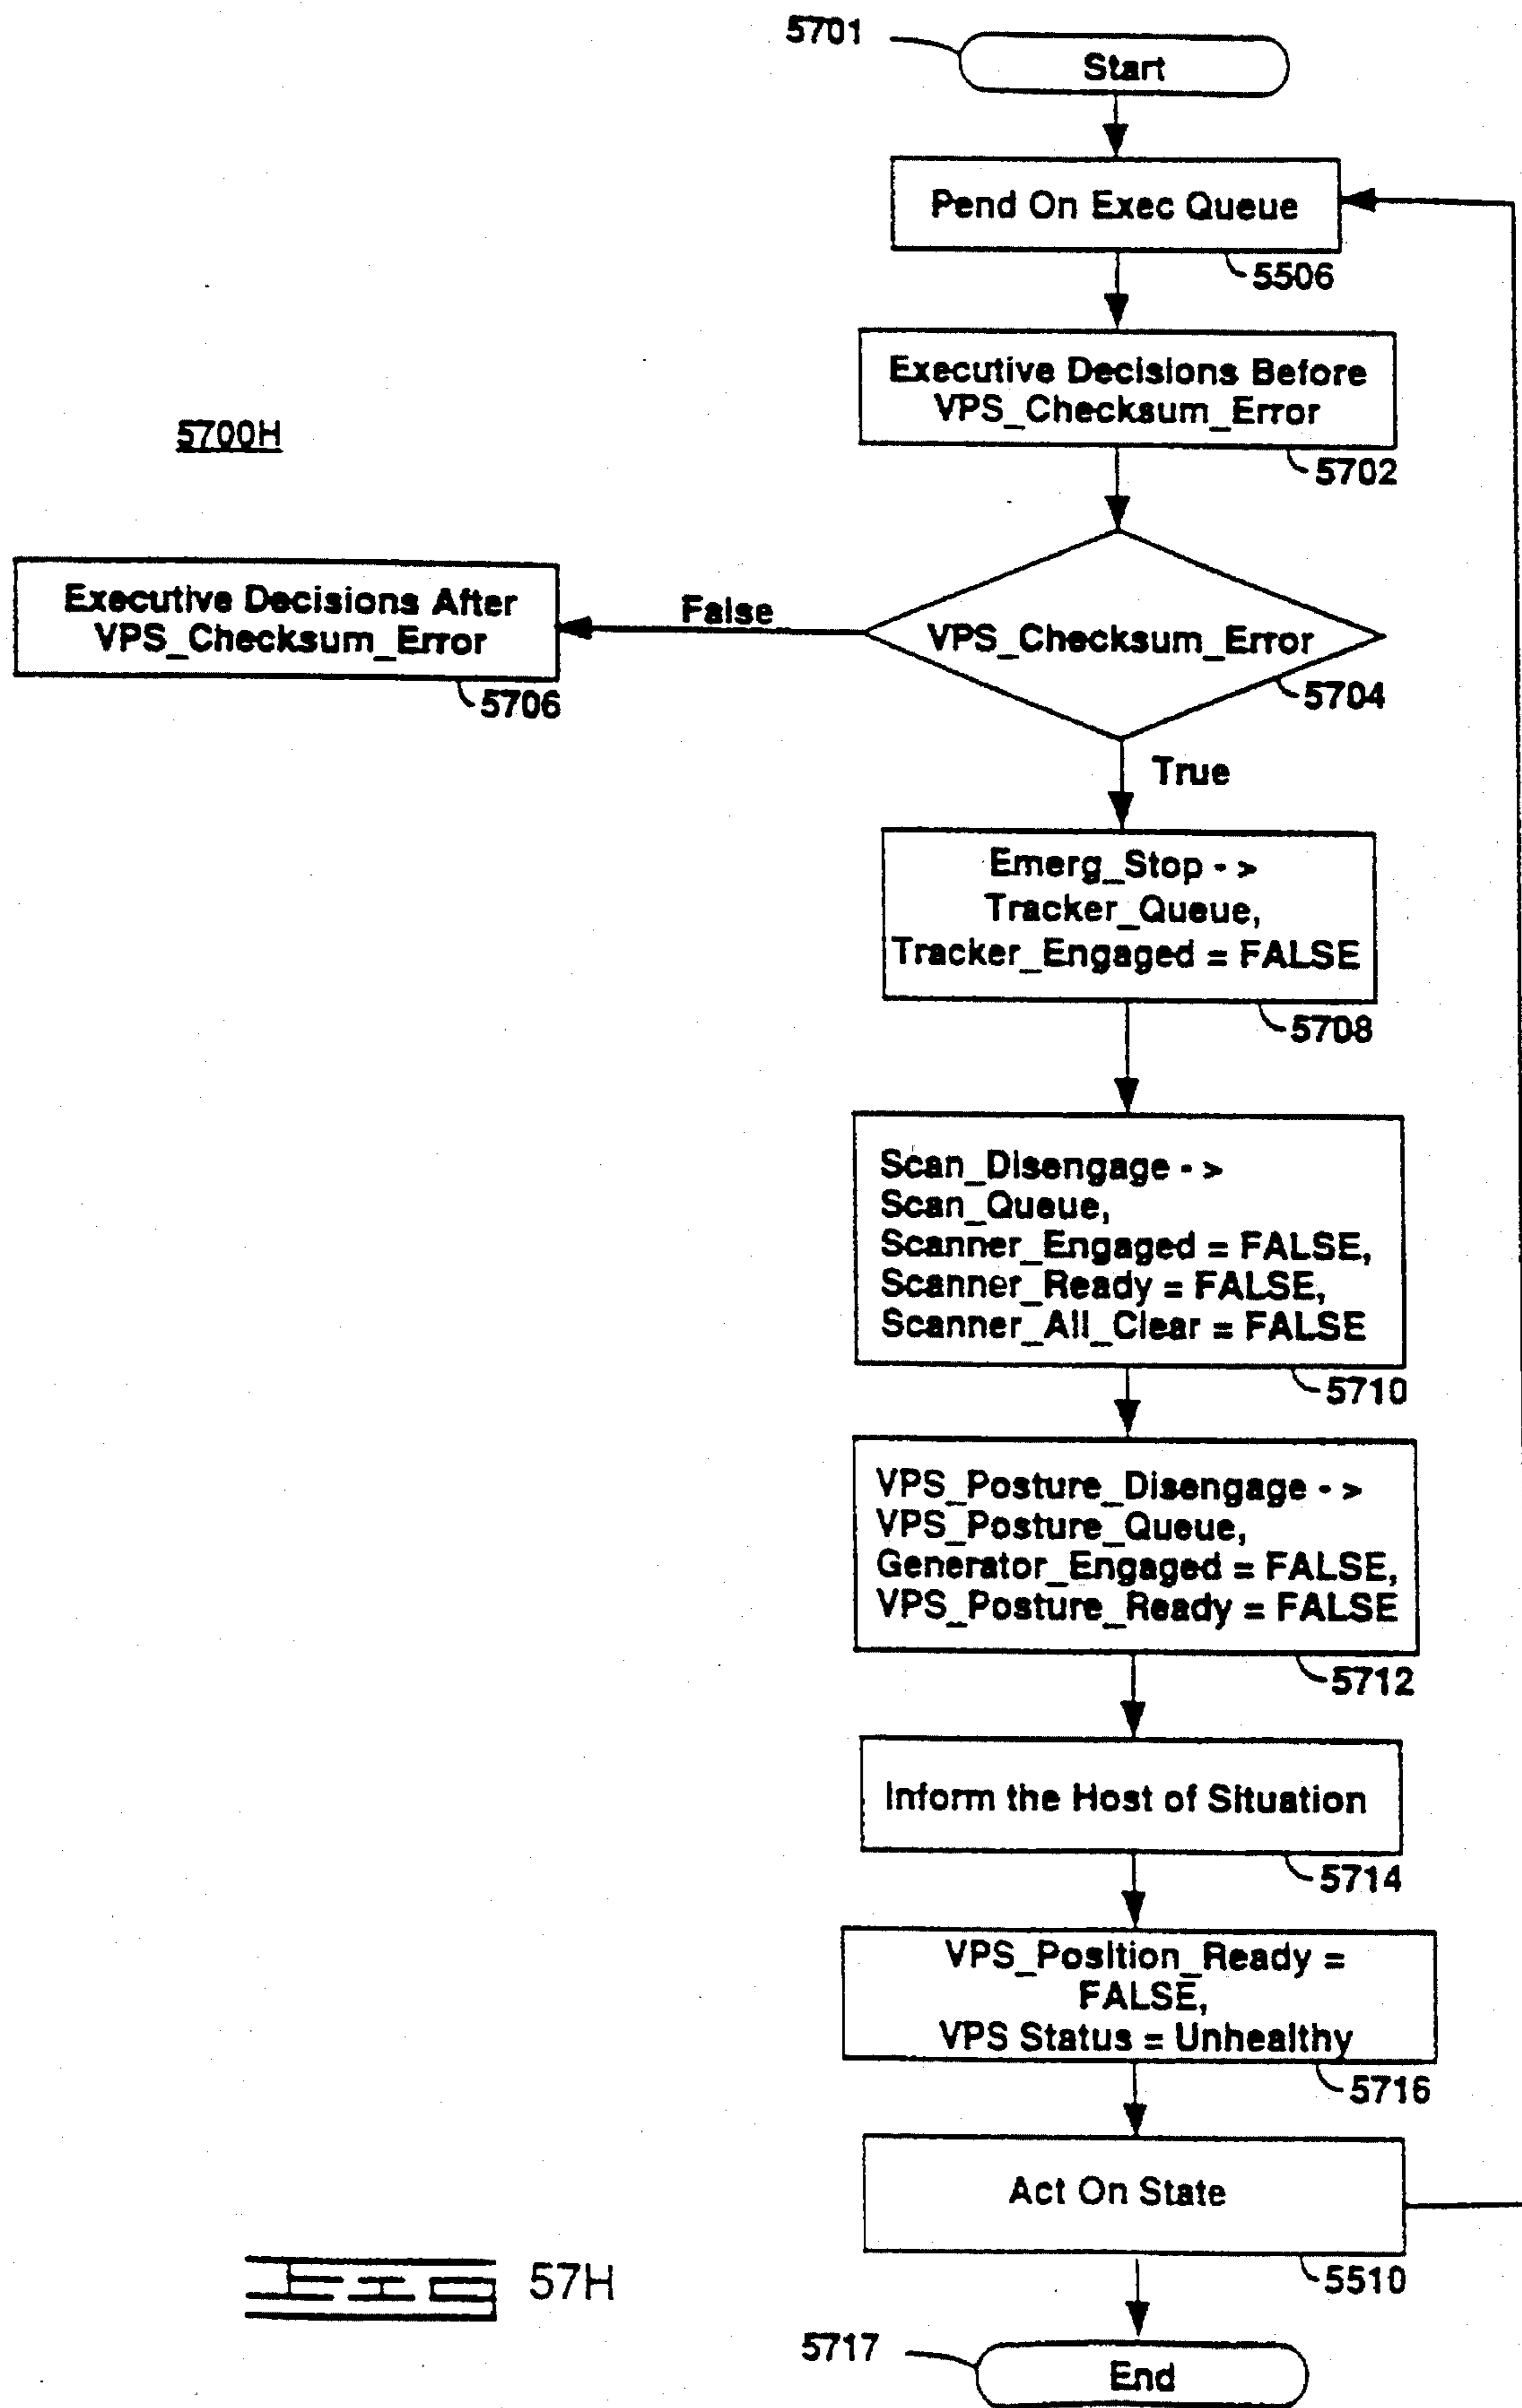 5701
Start
Pend On Exec Queue
5506
Executive Decisions Before
VPS_Checksum_Error
5702
5700H
Executive Decisions After
VPS_Checksum_Error
5706
False
VPS_Checksum_Error
5704
True
Emerg_Stop - >
Tracker_Queue,
Tracker_Engaged = FALSE
5708
Scan_Disengage - >
Scan_Queue,
Scanner_Engaged = FALSE,
Scanner_Ready = FALSE,
Scanner_All_Clear = FALSE
5710
VPS_Posture_Disengage - >
VPS_Posture_Queue,
Generator_Engaged = FALSE,
VPS_Posture_Ready = FALSE
5712
Inform the Host of Situation
5714
VPS_Position_Ready =
FALSE,
VPS Status = Unhealthy
5716
Act On State
5510
FIG 57H
5717
End